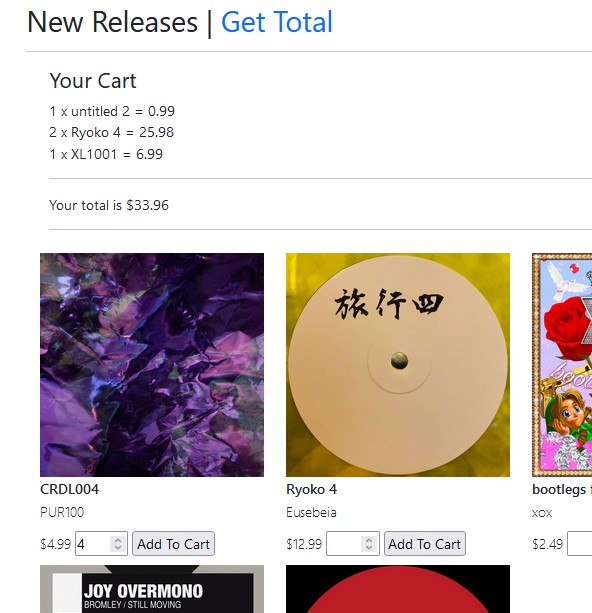 New Releases | Get Total
Your Cart
1 x untitled 2 = 0.99
2 x Ryoko 4 = 25.98
1 x XL1001 = 6.99
Your total is $33.96
旅行四
CRDL004
PUR100
$4.99 4 Add To Cart
Ryoko 4
Eusebeia
$12.99 Add To Cart
bootlegs
xox
$2.49
JOY OVERMONO
BROMLEY / STILL MOVING